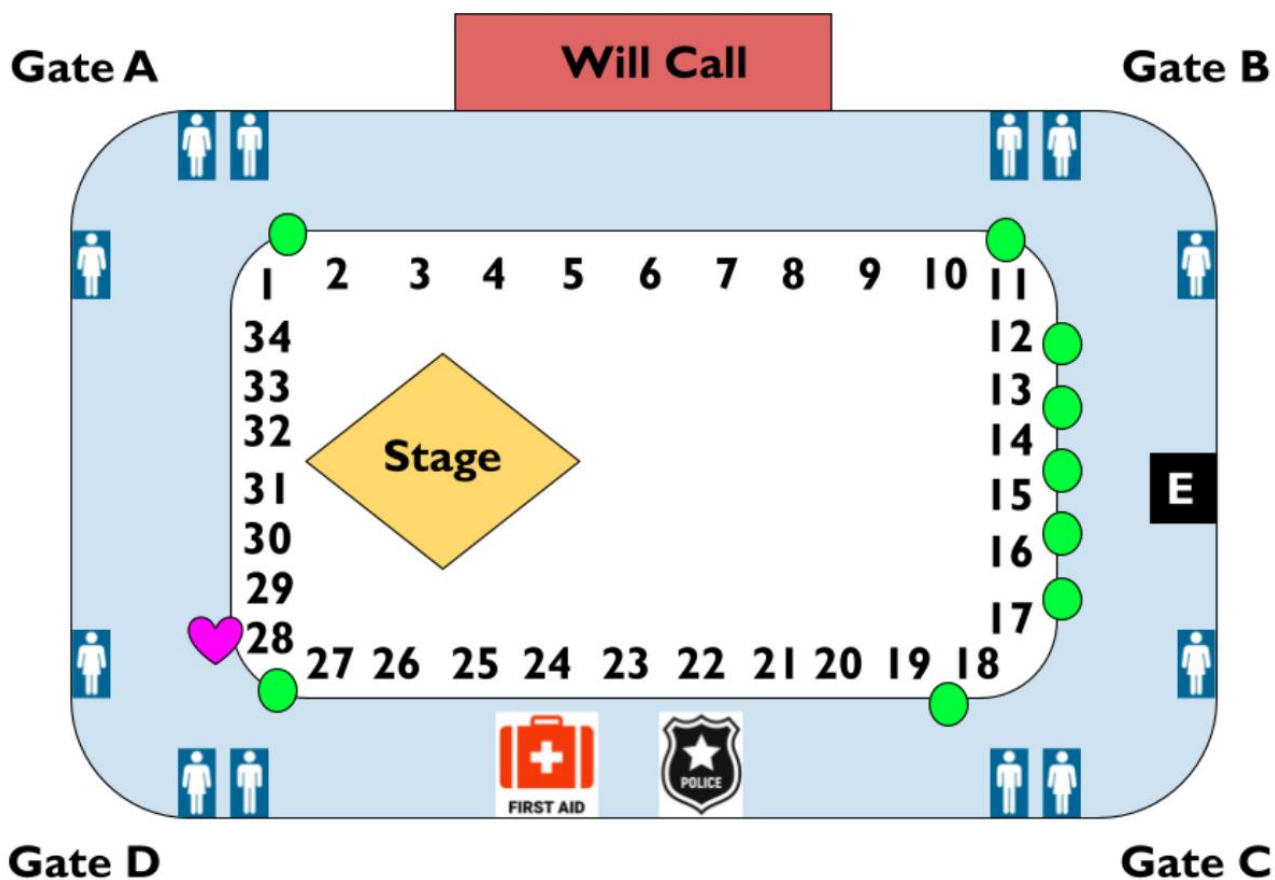 Will Call
Gate A
Gate B
1 2 3 4 5 6 7 8 9 10 11
34 12
33 13
32 14
Stage
31 15
E
30 16
29 17
28
27 26 25 24 23 22 21 20 19 18
POLICE
FIRST AID
Gate D
Gate C